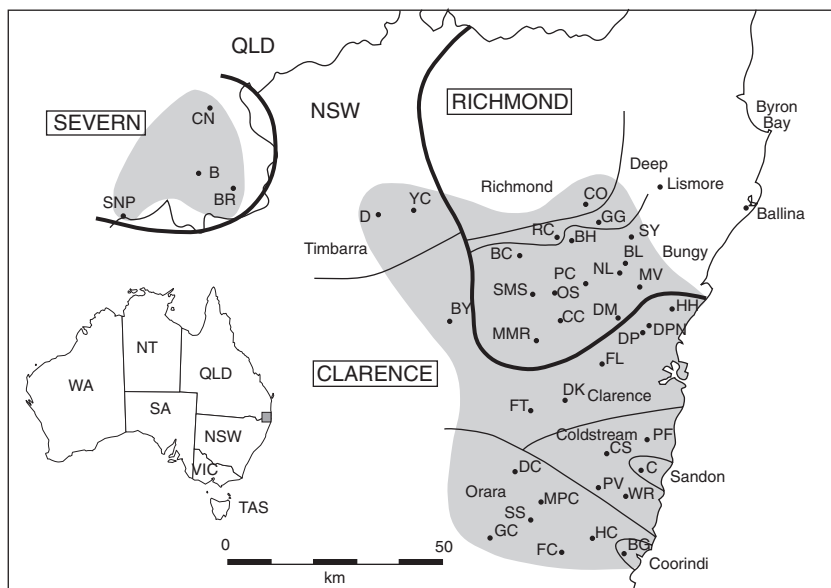 QLD
NSW
RICHMOND
SEVERN
CN
B
BR
SNP
Byron
Bay
Deep
Lismore
Ballina
Richmond
CO
GG
D
YC
RC
BH
SY
Timbarra
BC
BL
Bungy
PC
NL
MV
SMS
OS
HH
BY
CC
DM
DPN
MMR
DP
CLARENCE
FL
DK
Clarence
FT
Coldstream
PF
CS
DC
C
Sandon
Orara
MPC
PV
WR
SS
GC
HC
BG
FC
Coorindi
NT
WA
QLD
SA
NSW
VIC
TAS
0
50
km